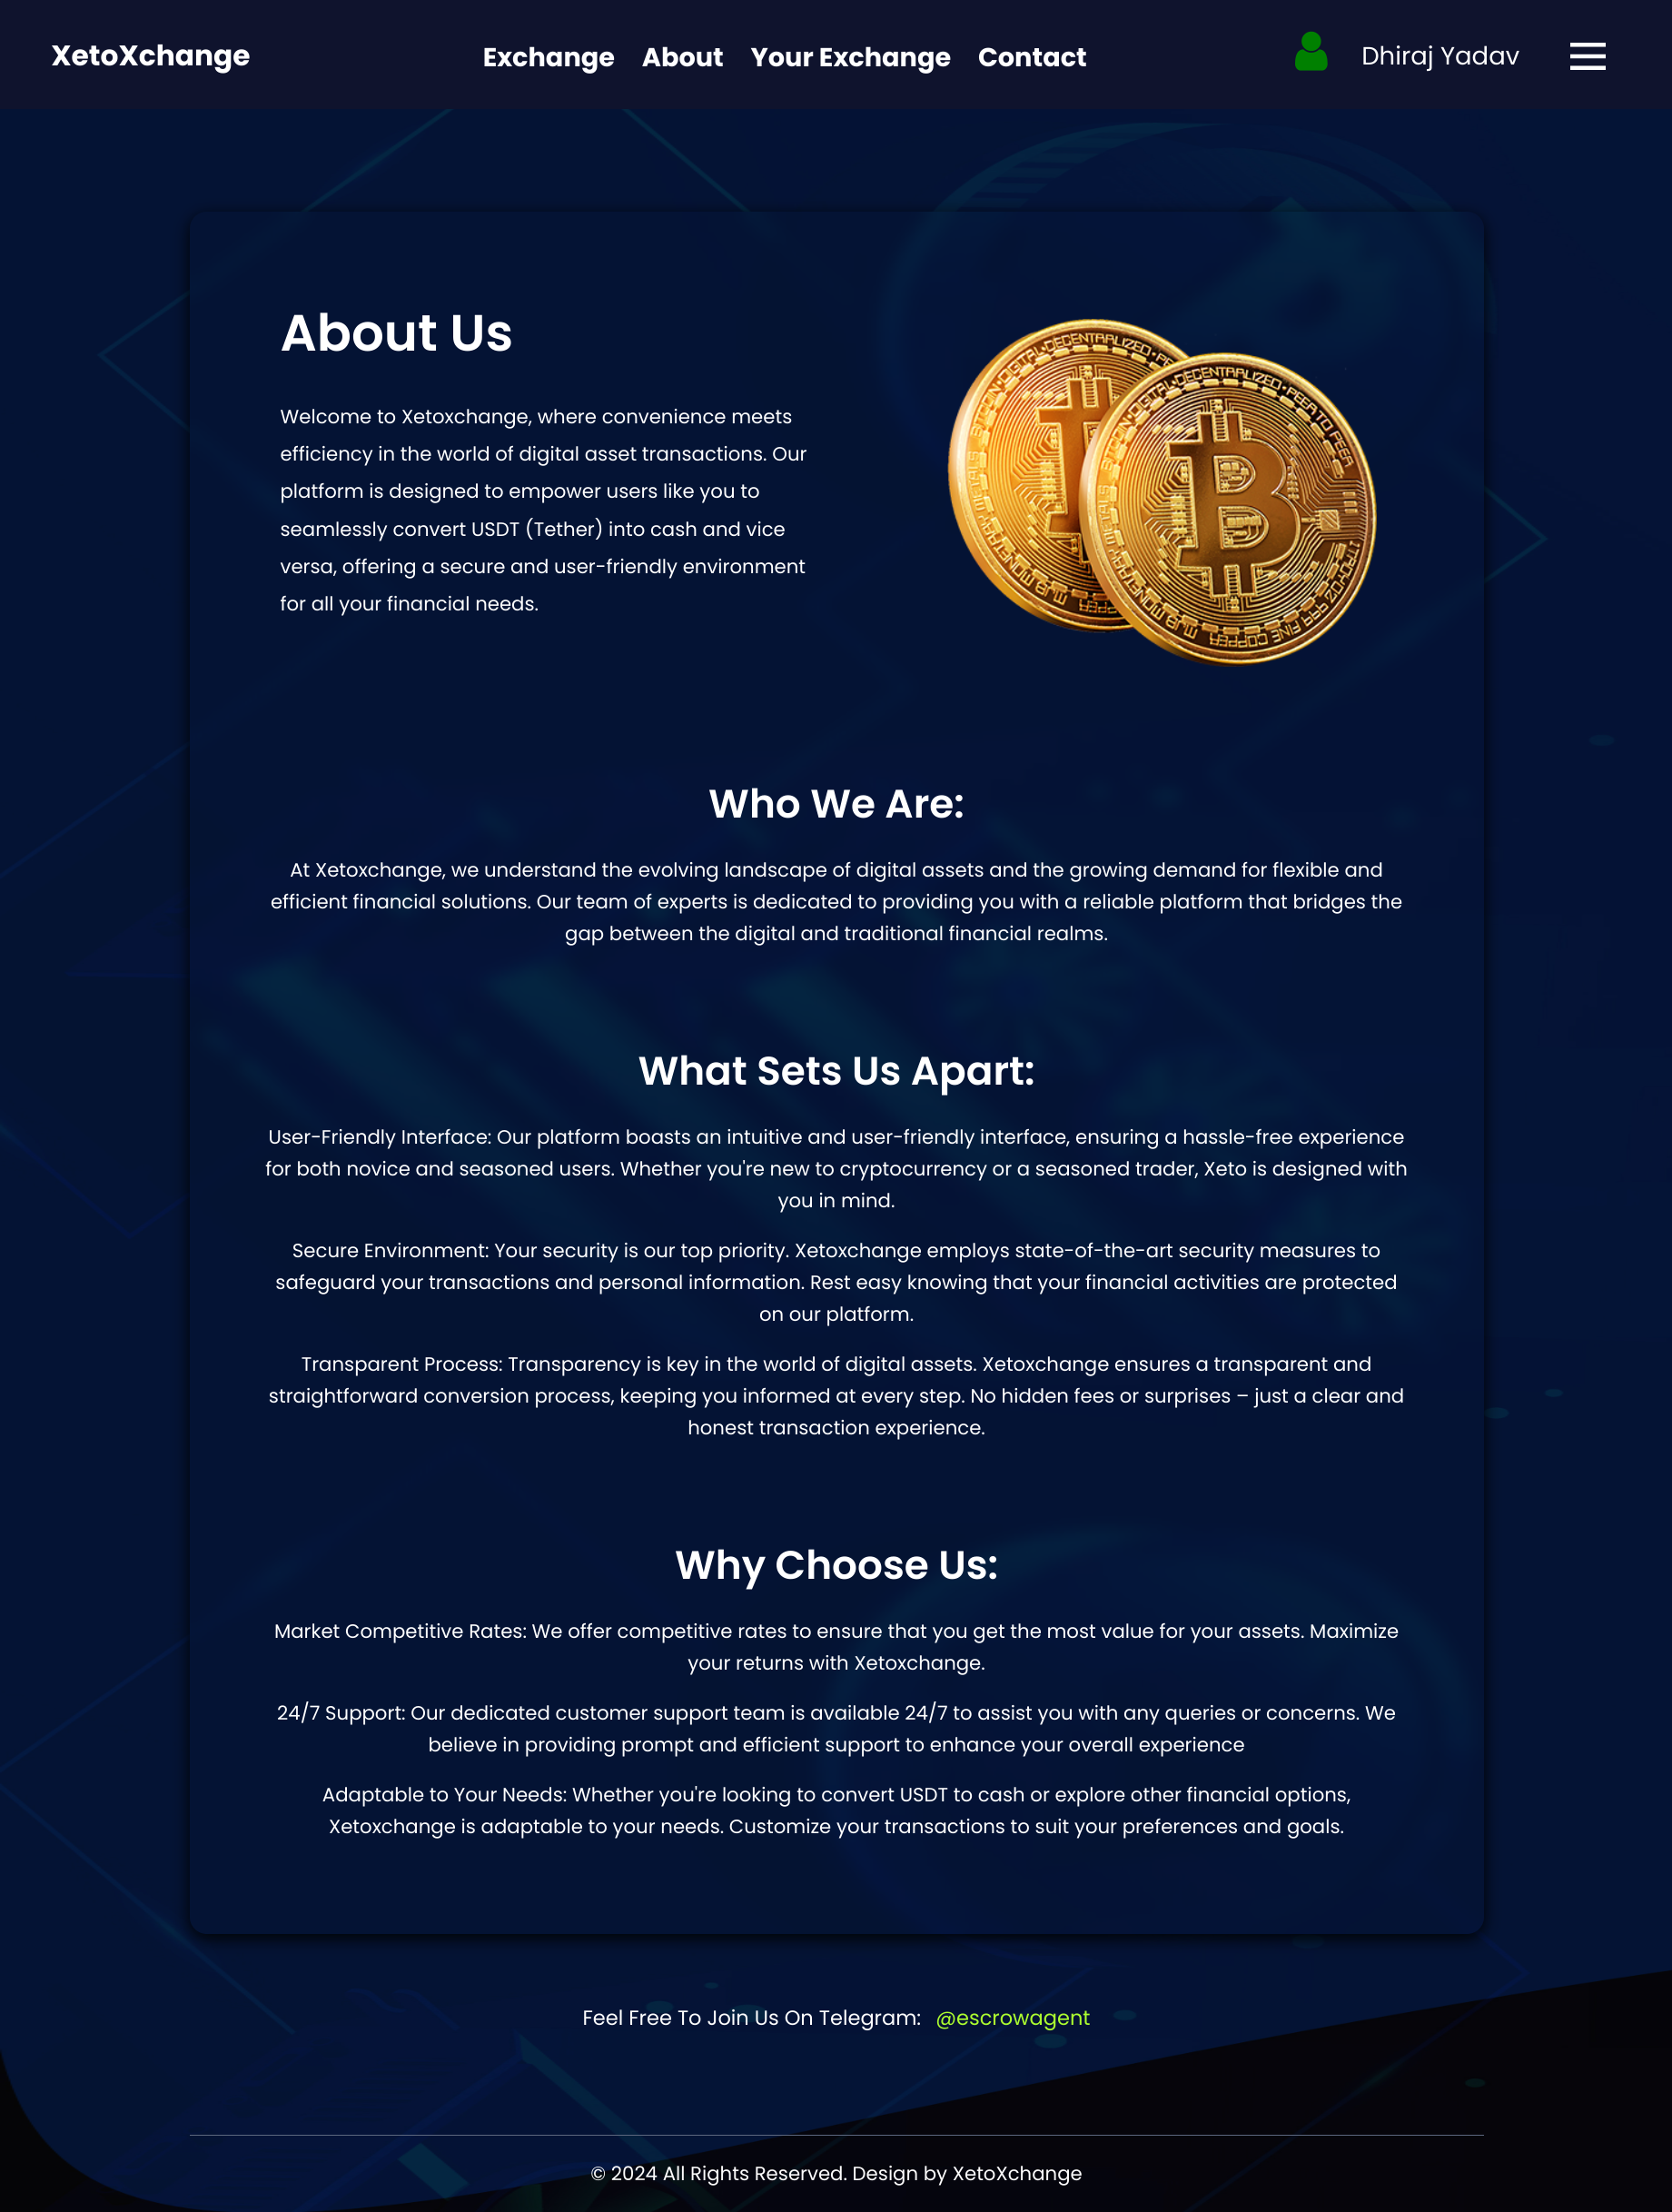 XetoXchange
Exchange About Your Exchange Contact
Dhiraj Yadav
About Us
Welcome to Xetoxchange, where convenience meets
efficiency in the world of digital asset transactions. Our
platform is designed to empower users like you to
seamlessly convert USDT (Tether) into cash and vice
versa, offering a secure and user-friendly environment
for all your financial needs.
DIGITAL • DECENTRALIZED • PE
DIGITAL • DECENTRALIZED • PEER TO PEER
Who We Are:
At Xetoxchange, we understand the evolving landscape of digital assets and the growing demand for flexible and
efficient financial solutions. Our team of experts is dedicated to providing you with a reliable platform that bridges the
gap between the digital and traditional financial realms.
What Sets Us Apart:
User-Friendly Interface: Our platform boasts an intuitive and user-friendly interface, ensuring a hassle-free experience
for both novice and seasoned users. Whether you're new to cryptocurrency or a seasoned trader, Xeto is designed with
you in mind.
Secure Environment: Your security is our top priority. Xetoxchange employs state-of-the-art security measures to
safeguard your transactions and personal information. Rest easy knowing that your financial activities are protected
on our platform.
Transparent Process: Transparency is key in the world of digital assets. Xetoxchange ensures a transparent and
straightforward conversion process, keeping you informed at every step. No hidden fees or surprises – just a clear and
honest transaction experience.
Why Choose Us:
Market Competitive Rates: We offer competitive rates to ensure that you get the most value for your assets. Maximize
your returns with Xetoxchange.
24/7 Support: Our dedicated customer support team is available 24/7 to assist you with any queries or concerns. We
believe in providing prompt and efficient support to enhance your overall experience
Adaptable to Your Needs: Whether you're looking to convert USDT to cash or explore other financial options,
Xetoxchange is adaptable to your needs. Customize your transactions to suit your preferences and goals.
Feel Free To Join Us On Telegram: @escrowagent
© 2024 All Rights Reserved. Design by XetoXchange